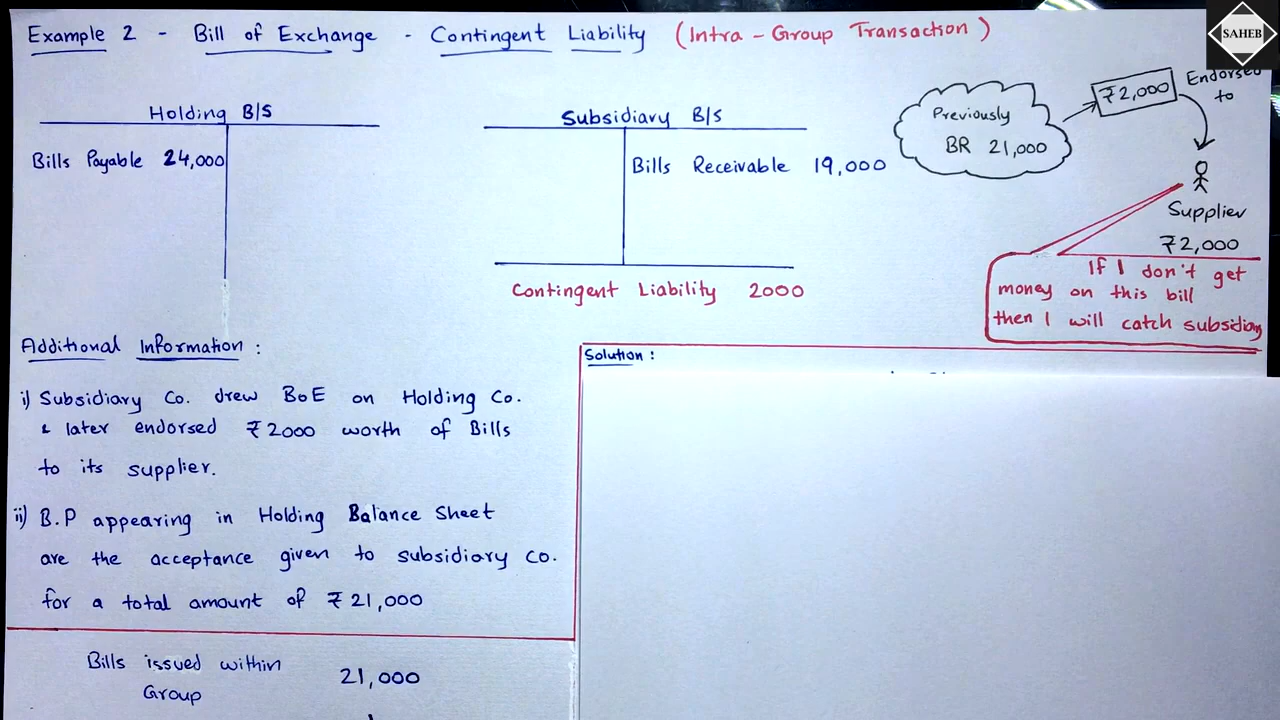 Example 2 - Bill of Exchange - Contingent Liability (Intra - Group Transaction)
SAHEB
Holding B/S
Bills Payable 24,000
Subsidiary B/S
Bills Receivable 19,000
Contingent Liability 2000
Previously
BR 21,000
₹2,000
Endorsed
to
Supplier
₹2,000
If I don't get
money on this bill
then I will catch subsidiary
Additional Information :
i) Subsidiary Co. drew BoE on Holding Co.
& later endorsed ₹2000 worth of Bills
to its supplier.
ii) B.P appearing in Holding Balance Sheet
are the acceptance given to subsidiary co.
for a total amount of ₹21,000
Solution :
Bills issued within 21,000
Group